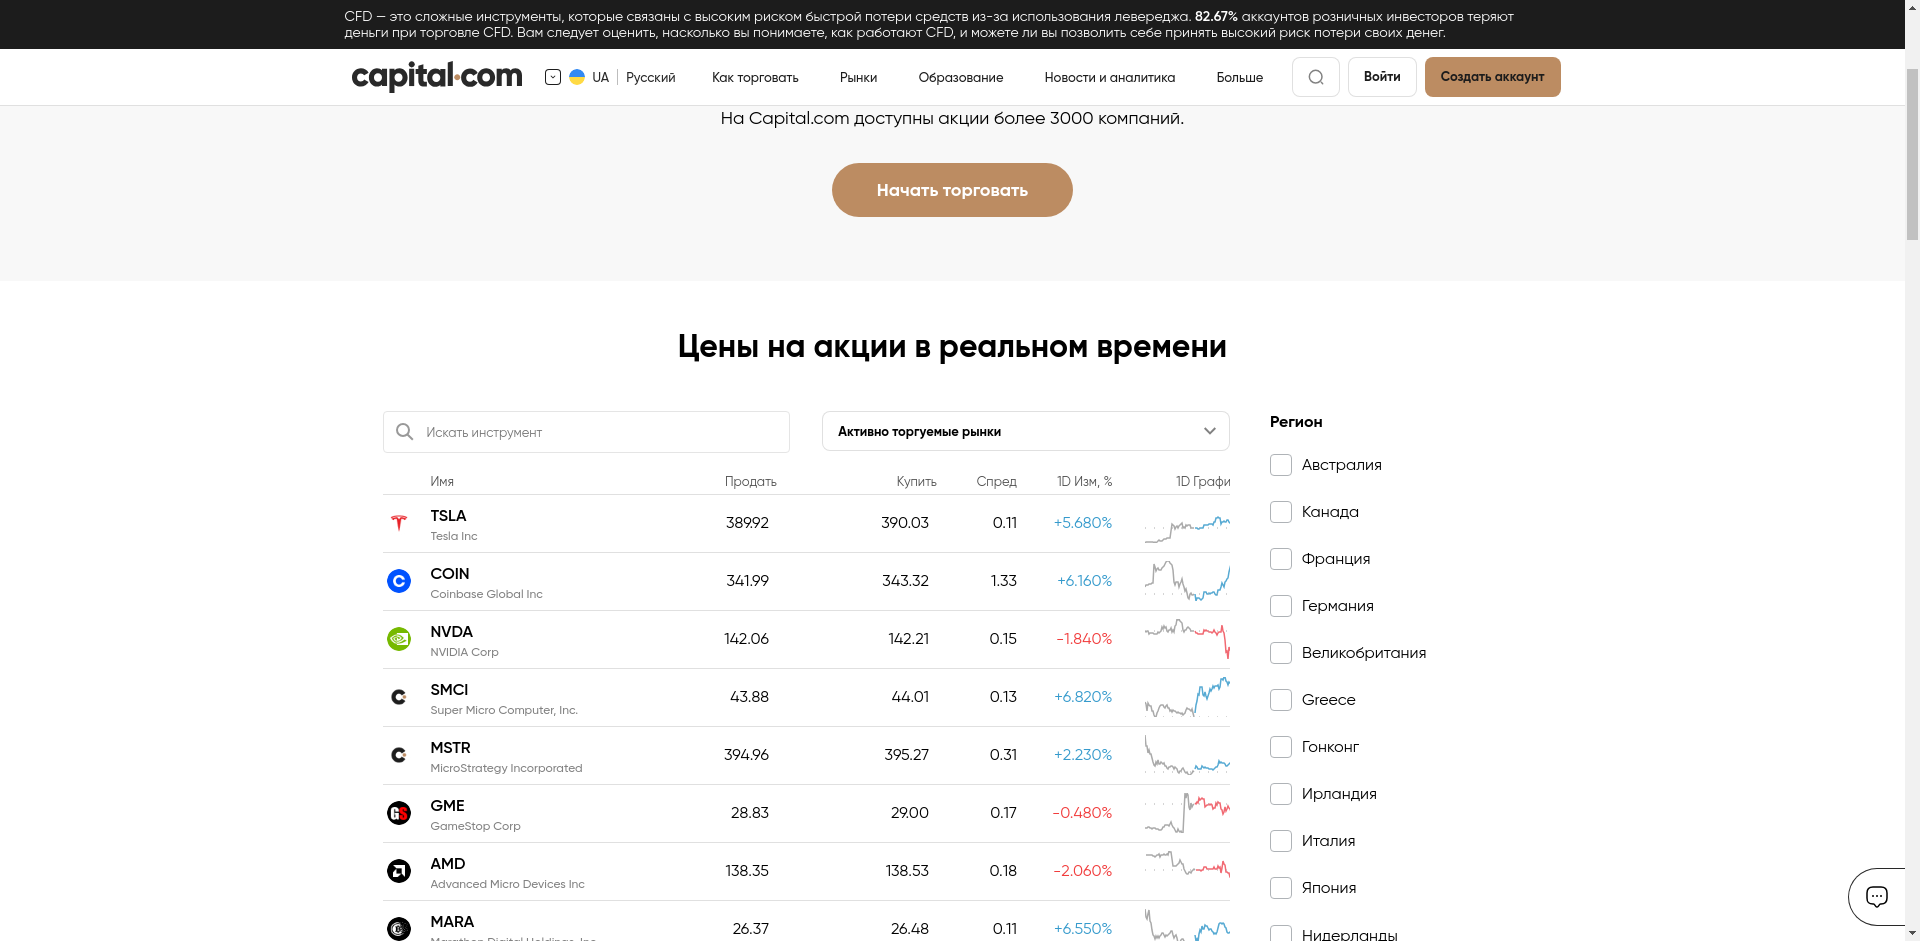 CFD — это сложные инструменты, которые связаны с высоким риском быстрой потери средств из-за использования левереджа. 82.67% аккаунтов розничных инвесторов теряют
деньги при торговле CFD. Вам следует оценить, насколько вы понимаете, как работают CFD, и можете ли вы позволить себе принять высокий риск потери своих денег.
capital.com UA Русский Как торговать Рынки Образование Новости и аналитика Больше Войти Создать аккаунт
На Capital.com доступны акции более 3000 компаний.
Начать торговать
Цены на акции в реальном времени
Искать инструмент
Активно торгуемые рынки
Имя Продать Купить Спред 1D Изм, % 1D Графи
TSLA 389.92 390.03 0.11 +5.680%
Tesla Inc
COIN 341.99 343.32 1.33 +6.160%
Coinbase Global Inc
NVDA 142.06 142.21 0.15 -1.840%
NVIDIA Corp
SMCI 43.88 44.01 0.13 +6.820%
Super Micro Computer, Inc.
MSTR 394.96 395.27 0.31 +2.230%
MicroStrategy Incorporated
GME 28.83 29.00 0.17 -0.480%
GameStop Corp
AMD 138.35 138.53 0.18 -2.060%
Advanced Micro Devices Inc
MARA 26.37 26.48 0.11 +6.550%
Marathon Digital Holdings, Inc.
Регион
Австралия
Канада
Франция
Германия
Великобритания
Greece
Гонконг
Ирландия
Италия
Япония
Нидерланды